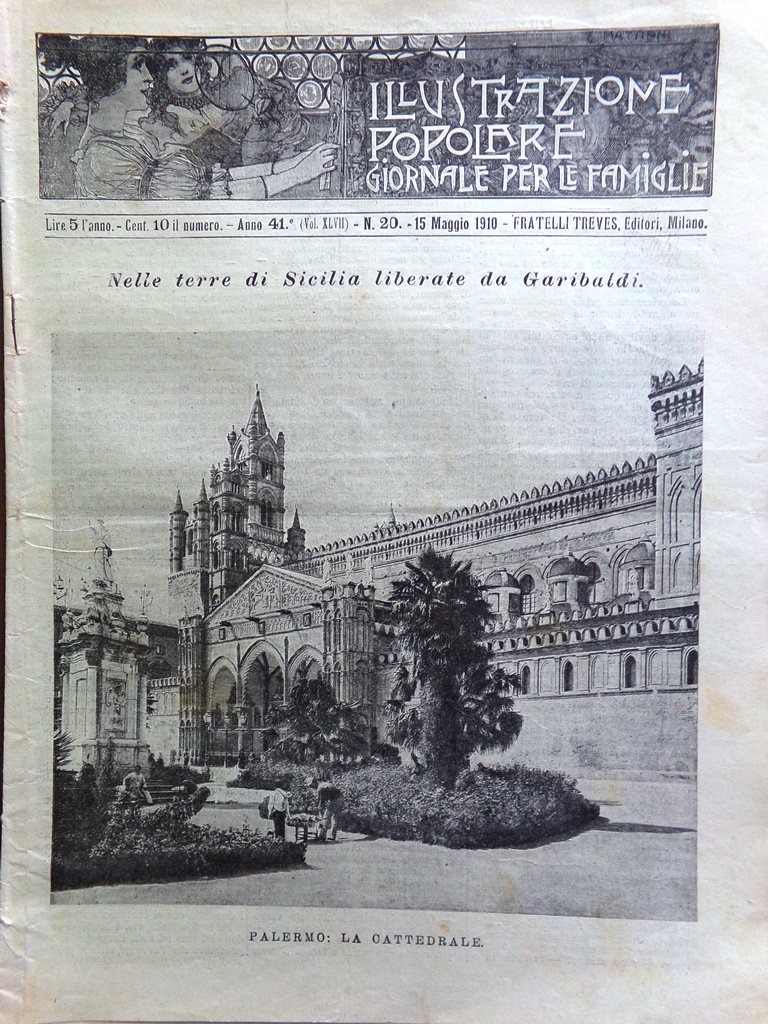 ILLUSTRAZIONE
POPOLARE
GIORNALE PER LE FAMIGLIE
Lire 5 l'anno. - Cent. 10 il numero. - Anno 41.° (Vol. XLVII) - N. 20. - 15 Maggio 1910 - FRATELLI TREVES, Editori, Milano.
Nelle terre di Sicilia liberate da Garibaldi.
PALERMO: LA CATTEDRALE.